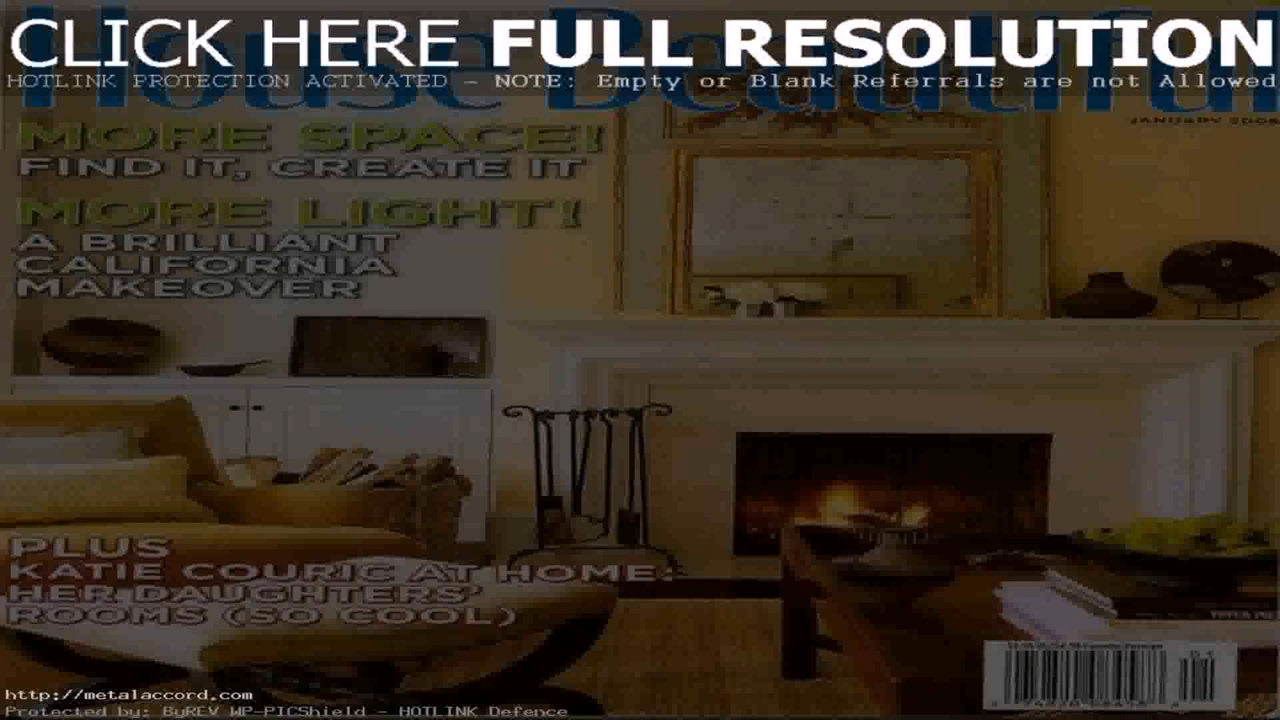 CLICK HERE FULL RESOLUTION
HOTLINK PROTECTION ACTIVATED - NOTE: Empty or Blank Referrals are not Allowed
House Beautiful
JANUARY
MORE SPACE!
FIND IT, CREATE IT
MORE LIGHT!
A BRILLIANT
CALIFORNIA
MAKEOVER
PLUS
KATIE COURIC AT HOME:
HER DAUGHTERS'
ROOMS (SO COOL)
http://metalaccord.com
Protected by: ByREV WP-PICShield - HOTLINK Defence